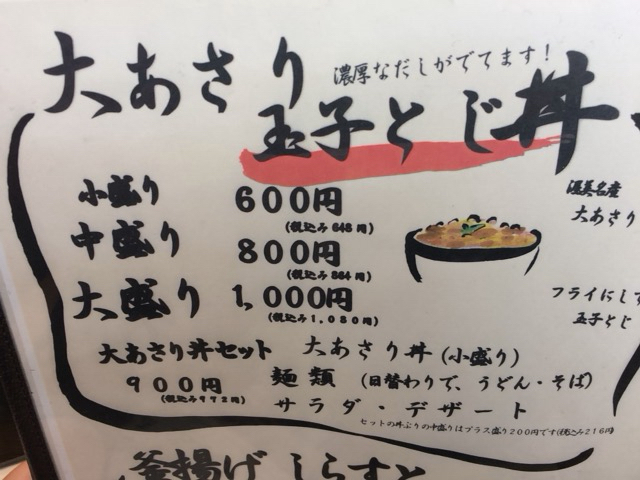 大あさり
濃厚なだしがでてます!
玉子とじ丼
小盛り 600円
(税込み648円)
中盛り 800円
(税込み864円)
大盛り 1,000円
(税込み1,080円)
渥美名産
大あさり
フライにして
玉子とじ
大あさり丼セット 大あさり丼(小盛り)
900円 麺類(日替わりで、うどん・そば)
(税込み972円)
サラダ・デザート
セットの丼ぶりの中盛りはプラス盛り200円です(税込み216円
釜揚げしらすと